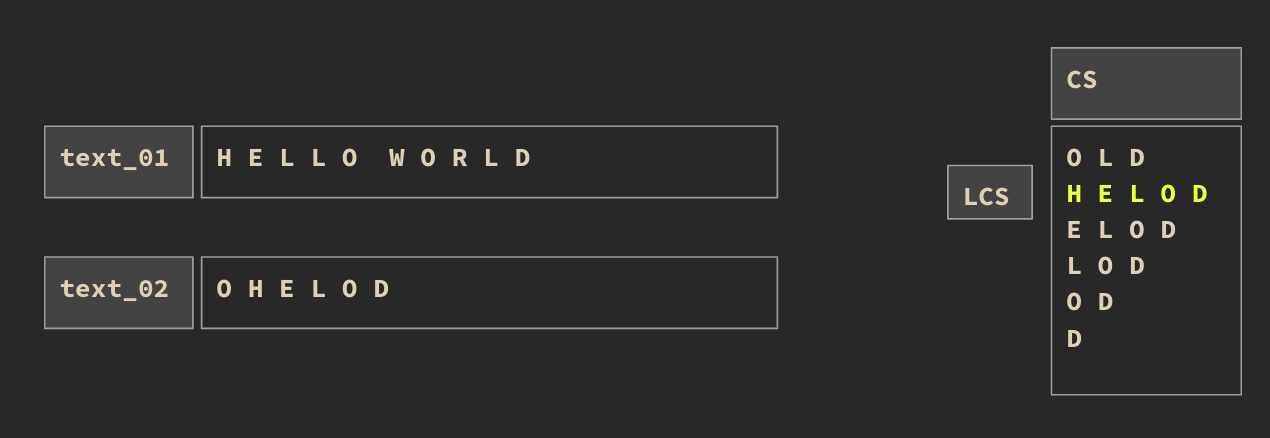 CS
text_01
H E L L O  W O R L D
O L D
LCS
H E L O D
E L O D
text_02
O H E L O D
L O D
O D
D